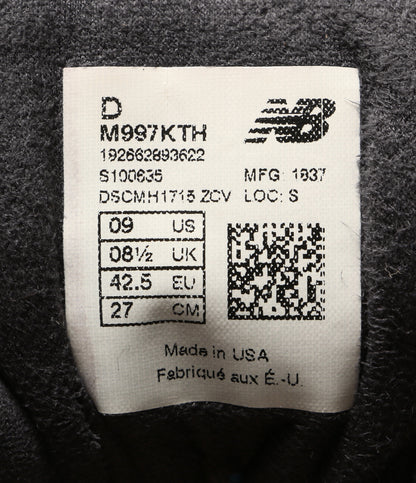 D
M997KTH NB
192662893622
S100635 MFG: 1837
DSCMH1715 ZCV LOC: S
09 US
08½ UK
42.5 EU
27 CM
Made in USA
Fabriqué aux É.-U.